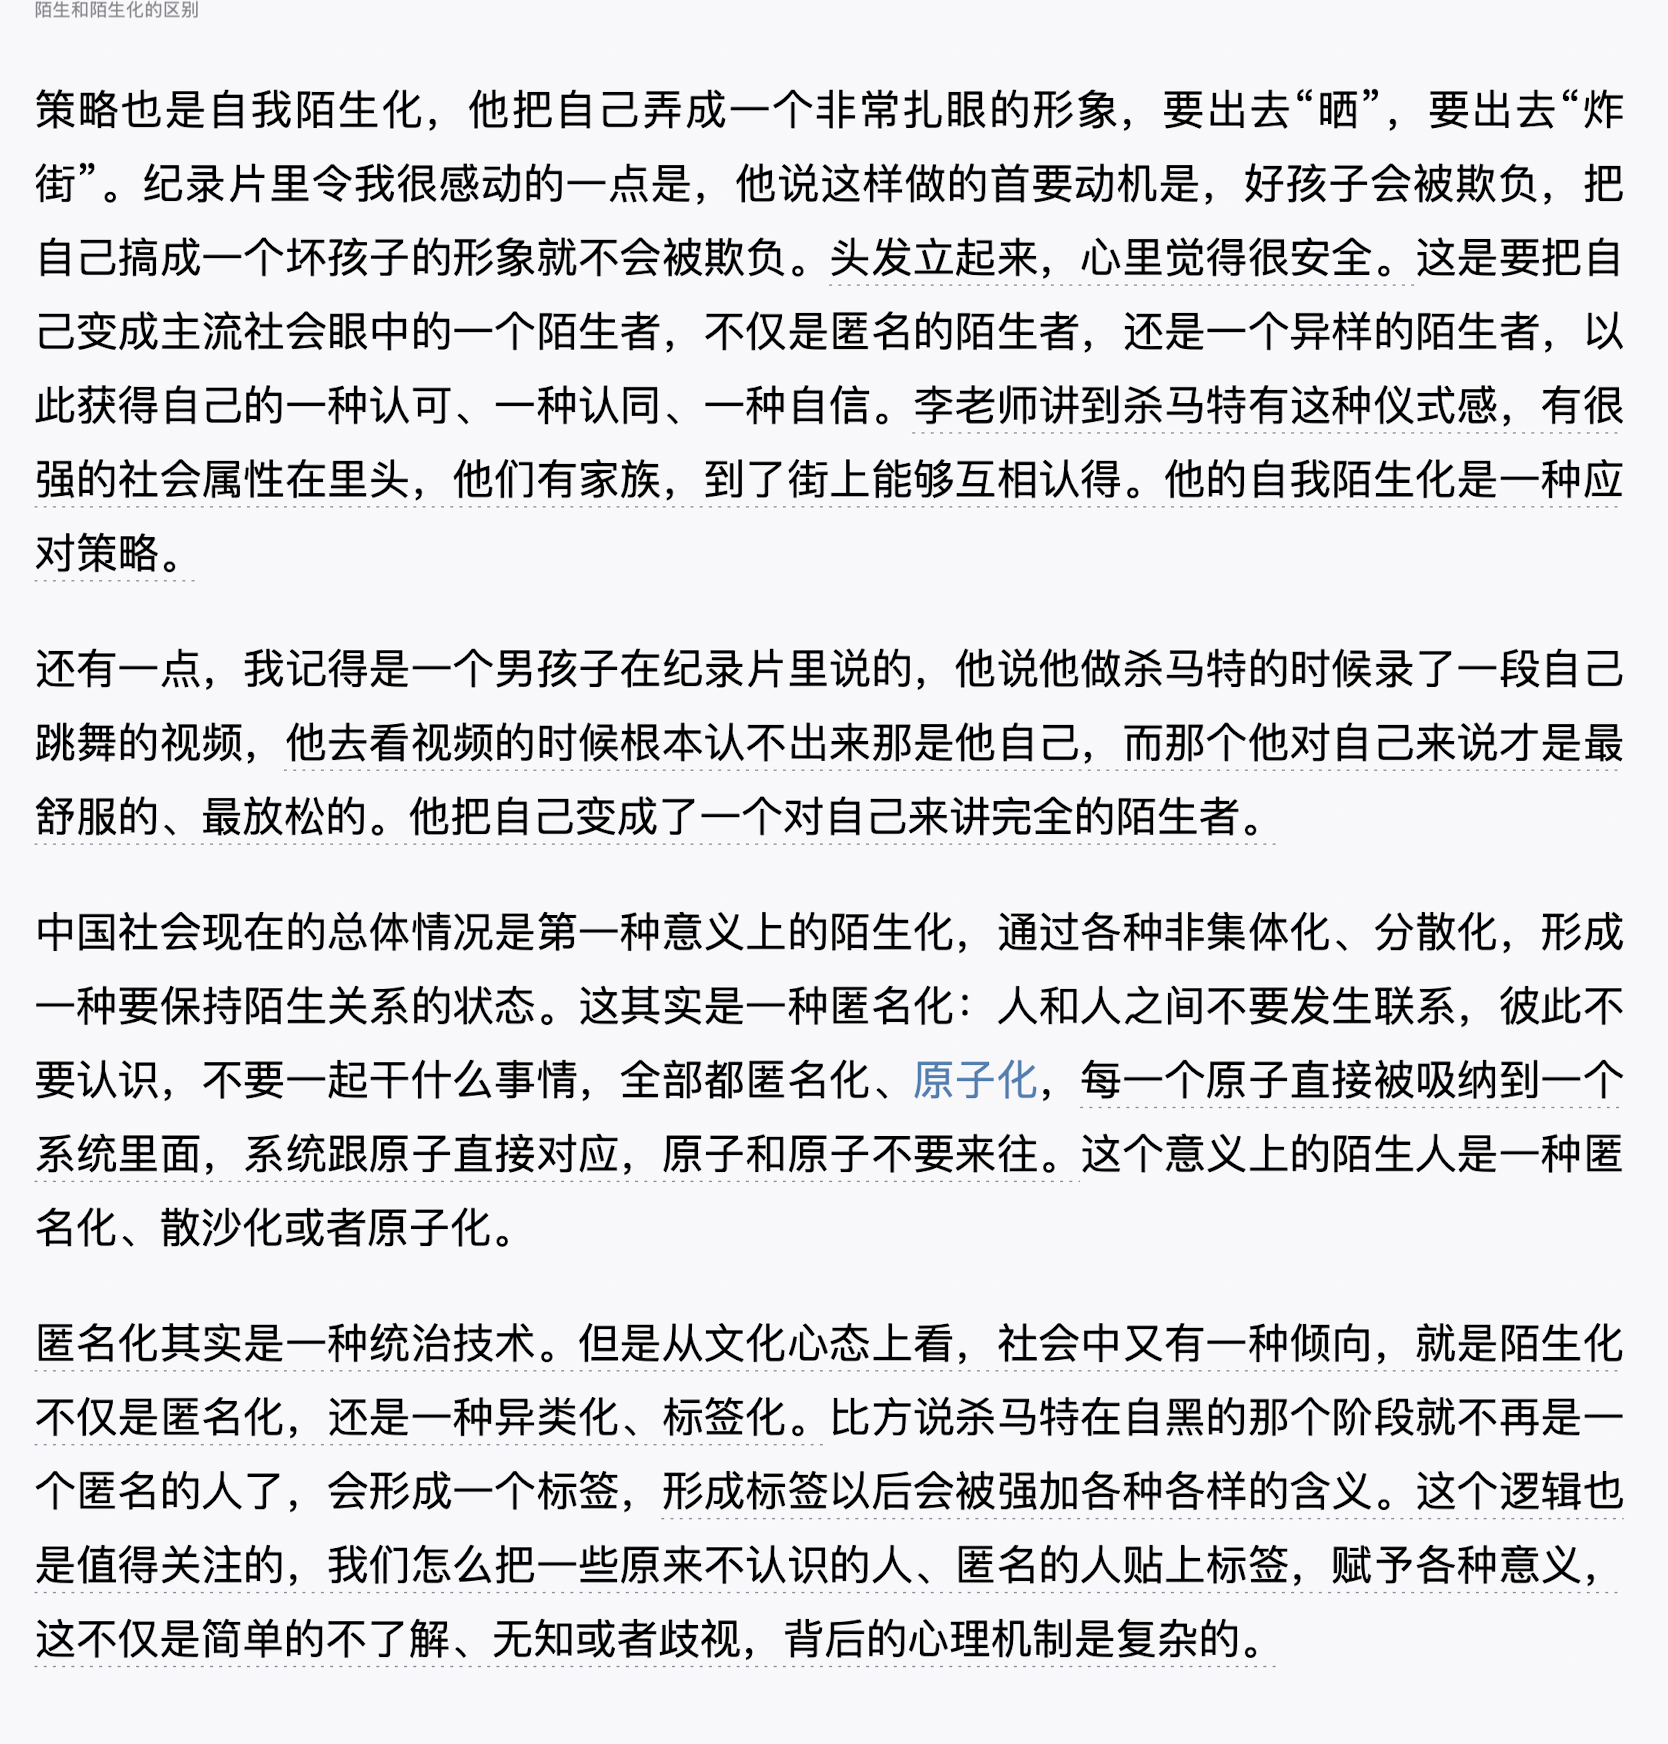 陌生和陌生化的区别
策略也是自我陌生化，他把自己弄成一个非常扎眼的形象，要出去“晒”，要出去“炸
街”。纪录片里令我很感动的一点是，他说这样做的首要动机是，好孩子会被欺负，把
自己搞成一个坏孩子的形象就不会被欺负。头发立起来，心里觉得很安全。这是要把自
己变成主流社会眼中的一个陌生者，不仅是匿名的陌生者，还是一个异样的陌生者，以
此获得自己的一种认可、一种认同、一种自信。李老师讲到杀马特有这种仪式感，有很
强的社会属性在里头，他们有家族，到了街上能够互相认得。他的自我陌生化是一种应
对策略。
还有一点，我记得是一个男孩子在纪录片里说的，他说他做杀马特的时候录了一段自己
跳舞的视频，他去看视频的时候根本认不出来那是他自己，而那个他对自己来说才是最
舒服的、最放松的。他把自己变成了一个对自己来讲完全的陌生者。
中国社会现在的总体情况是第一种意义上的陌生化，通过各种非集体化、分散化，形成
一种要保持陌生关系的状态。这其实是一种匿名化：人和人之间不要发生联系，彼此不
要认识，不要一起干什么事情，全部都匿名化、原子化，每一个原子直接被吸纳到一个
系统里面，系统跟原子直接对应，原子和原子不要来往。这个意义上的陌生人是一种匿
名化、散沙化或者原子化。
匿名化其实是一种统治技术。但是从文化心态上看，社会中又有一种倾向，就是陌生化
不仅是匿名化，还是一种异类化、标签化。比方说杀马特在自黑的那个阶段就不再是一
个匿名的人了，会形成一个标签，形成标签以后会被强加各种各样的含义。这个逻辑也
是值得关注的，我们怎么把一些原来不认识的人、匿名的人贴上标签，赋予各种意义，
这不仅是简单的不了解、无知或者歧视，背后的心理机制是复杂的。